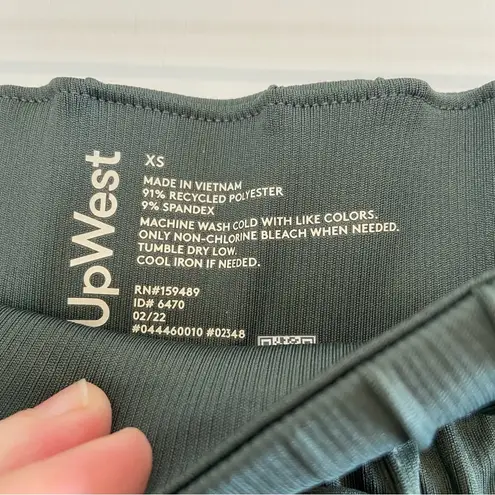 UpWest
XS
MADE IN VIETNAM
91% RECYCLED POLYESTER
9% SPANDEX
MACHINE WASH COLD WITH LIKE COLORS.
ONLY NON-CHLORINE BLEACH WHEN NEEDED.
TUMBLE DRY LOW.
COOL IRON IF NEEDED.
RN#159489
ID# 6470
02/22
#044460010 #02348